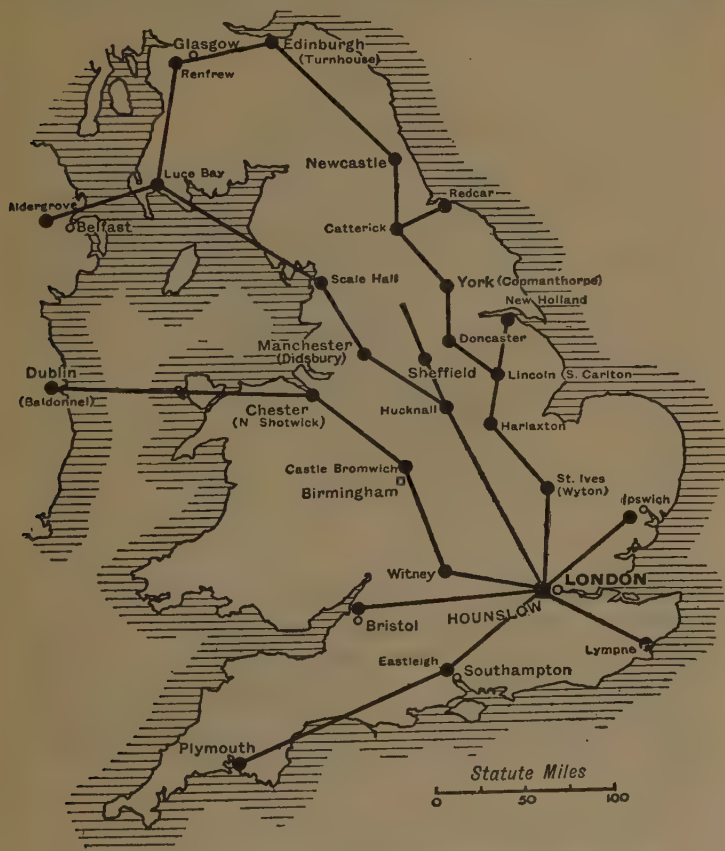 Glasgow
Edinburgh
(Turnhouse)
Renfrew
Newcastle
Luce Bay
Redcar
Aldergrove
Belfast
Catterick
Scale Hall
York (Copmanthorpe)
New Holland
Manchester
(Didsbury)
Doncaster
Sheffield
Dublin
(Baldonnel)
Lincoln (S. Carlton
Chester
(N Shotwick)
Hucknall
Harlaxton
Castle Bromwich
Birmingham
St. Ives
(Wyton)
Ipswich
Witney
LONDON
HOUNSLOW
Bristol
Lympne
Eastleigh
Southampton
Plymouth
Statute Miles
0 50 100